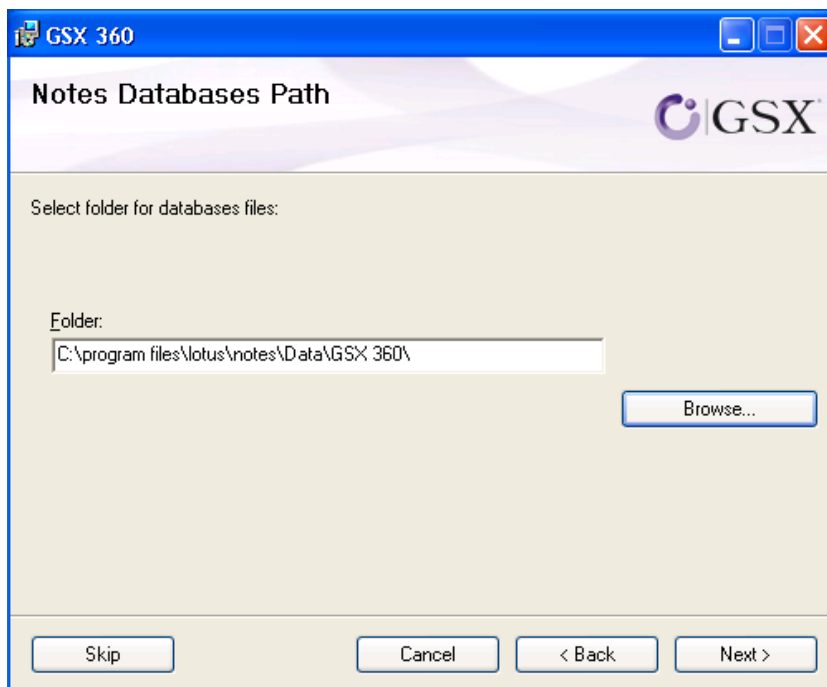 GSX 360
Notes Databases Path
GSX
Select folder for databases files:
Folder:
C:\program files\lotus\notes\Data\GSX 360\
Browse...
Skip
Cancel
< Back
Next >